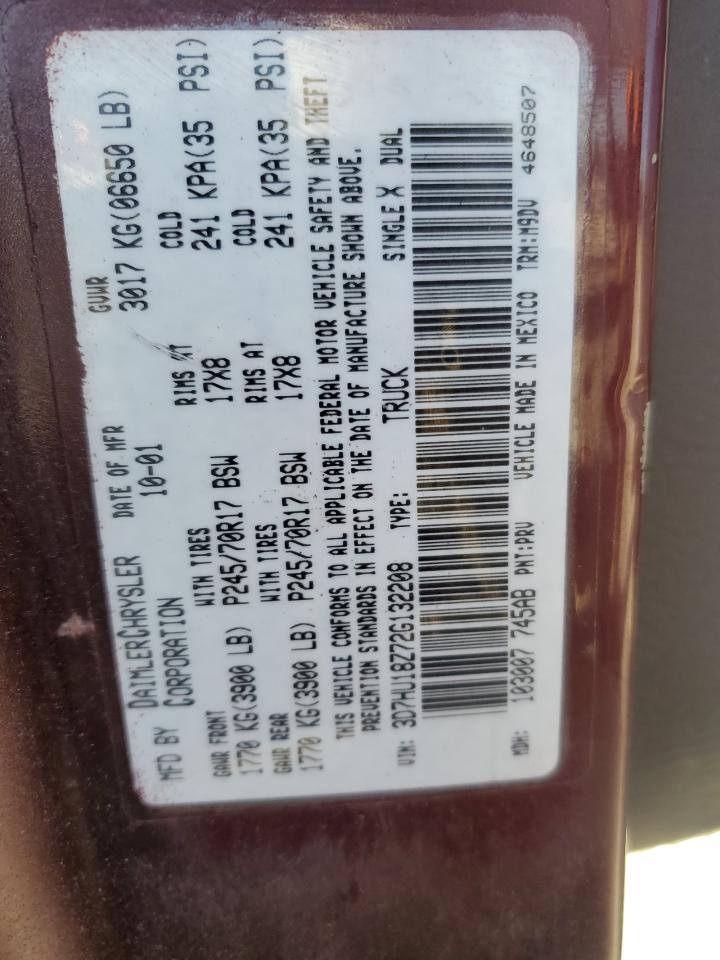 MFD BY DAIMLERCHRYSLER CORPORATION DATE OF MFR 10-01 GVWR 3017 KG(06650 LB)
GAWR FRONT WITH TIRES RIMS AT COLD
1770 KG(3900 LB) P245/70R17 BSW 17X8 241 KPA(35 PSI)
GAWR REAR WITH TIRES RIMS AT COLD
1770 KG(3900 LB) P245/70R17 BSW 17X8 241 KPA(35 PSI)
THIS VEHICLE CONFORMS TO ALL APPLICABLE FEDERAL MOTOR VEHICLE SAFETY AND THEFT
PREVENTION STANDARDS IN EFFECT ON THE DATE OF MANUFACTURE SHOWN ABOVE.
VIN: 3D7HU18Z72G132208 TYPE: TRUCK SINGLE X DUAL
MDH: 103007 745AB PNT:PRV VEHICLE MADE IN MEXICO TRM:M9DV 4648507